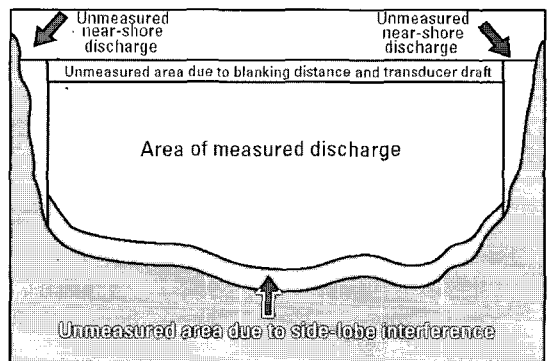 Unmeasured
near-shore
discharge
Unmeasured
near-shore
discharge
Unmeasured area due to blanking distance and transducer draft
Area of measured discharge
Unmeasured area due to side-lobe interference